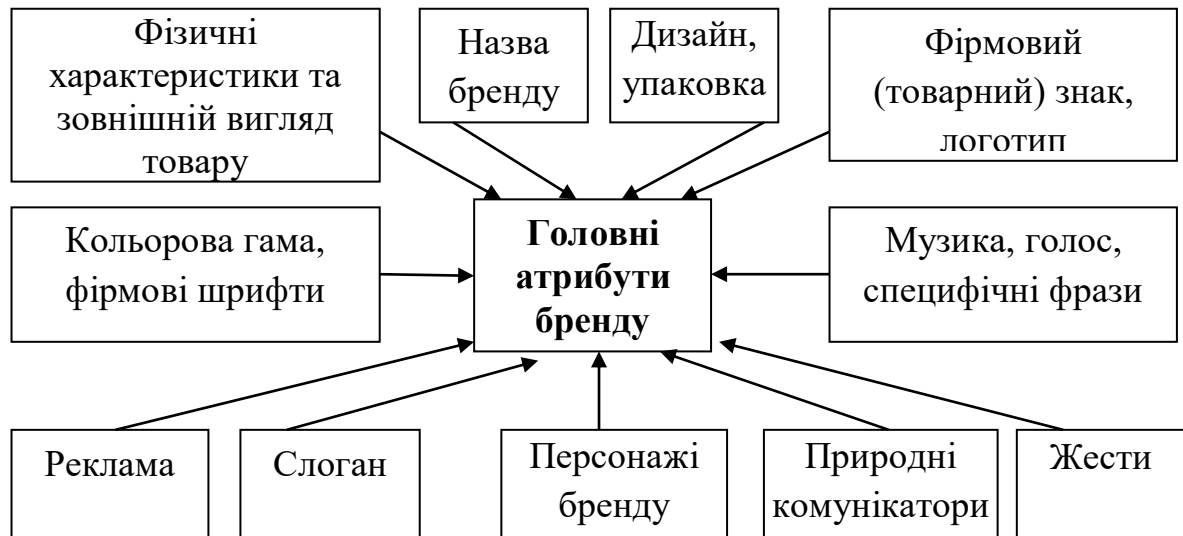 Фізичні
характеристики та
зовнішній вигляд
товару
Назва
бренду
Дизайн,
упаковка
Фірмовий
(товарний) знак,
логотип
Кольорова гама,
фірмові шрифти
Головні
атрибути
бренду
Музика, голос,
специфічні фрази
Реклама
Слоган
Персонажі
бренду
Природні
комунікатори
Жести